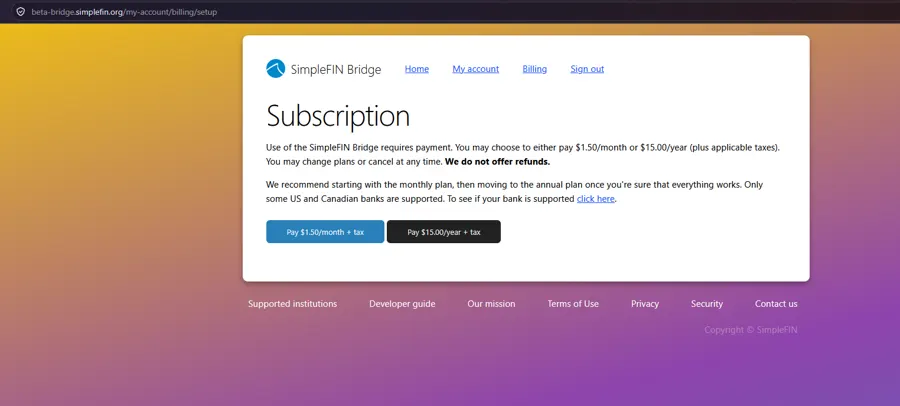 beta-bridge.simplefin.org/my-account/billing/setup
SimpleFIN Bridge Home My account Billing Sign out
Subscription
Use of the SimpleFIN Bridge requires payment. You may choose to either pay $1.50/month or $15.00/year (plus applicable taxes).
You may change plans or cancel at any time. We do not offer refunds.
We recommend starting with the monthly plan, then moving to the annual plan once you're sure that everything works. Only
some US and Canadian banks are supported. To see if your bank is supported click here.
Pay $1.50/month + tax Pay $15.00/year + tax
Supported institutions Developer guide Our mission Terms of Use Privacy Security Contact us
Copyright © SimpleFIN